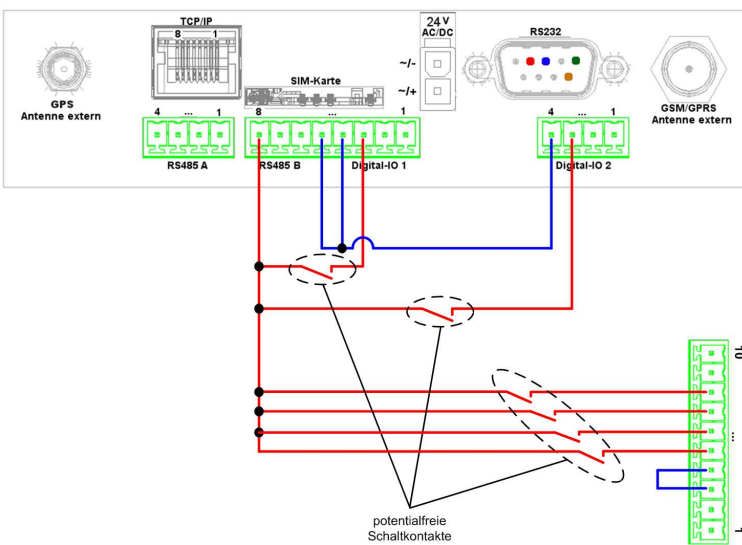 TCP/IP
8 1
24 V
AC/DC
RS232
SIM-Karte
~/-
~/+
GPS
Antenne extern
GSM/GPRS
Antenne extern
4 ... 1
8 ... 1
4 ... 1
RS485 A
RS485 B
Digital-IO 1
Digital-IO 2
10
...
1
potentialfreie
Schaltkontakte